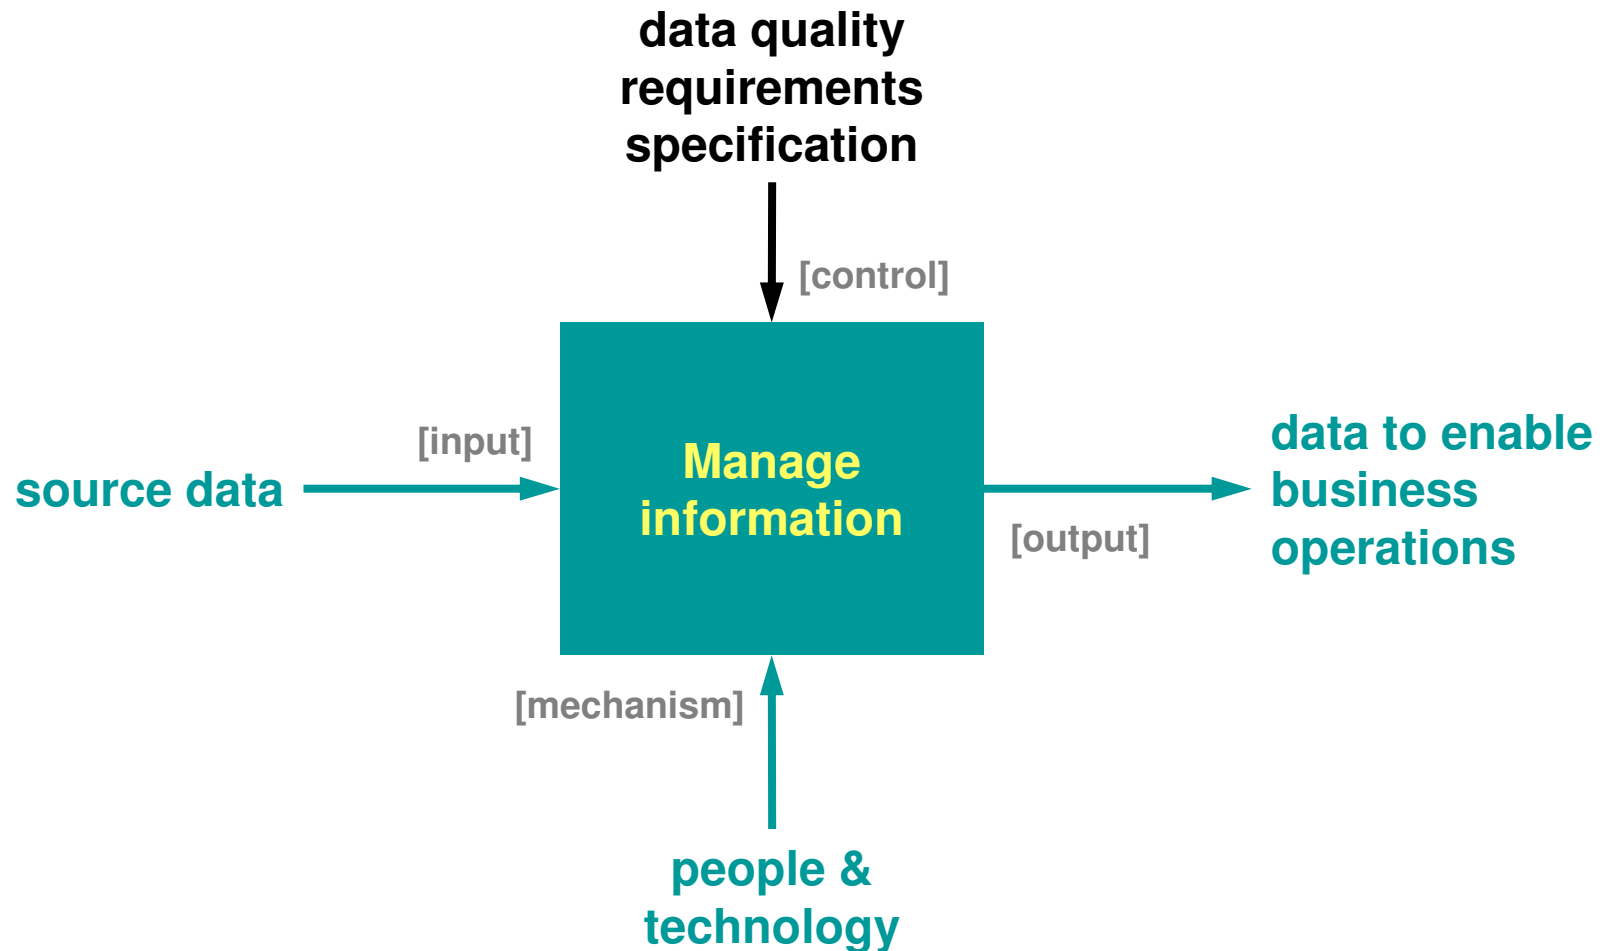 data quality
requirements
specification
[control]
[input]
source data
Manage
information
data to enable
business
operations
[output]
[mechanism]
people &
technology